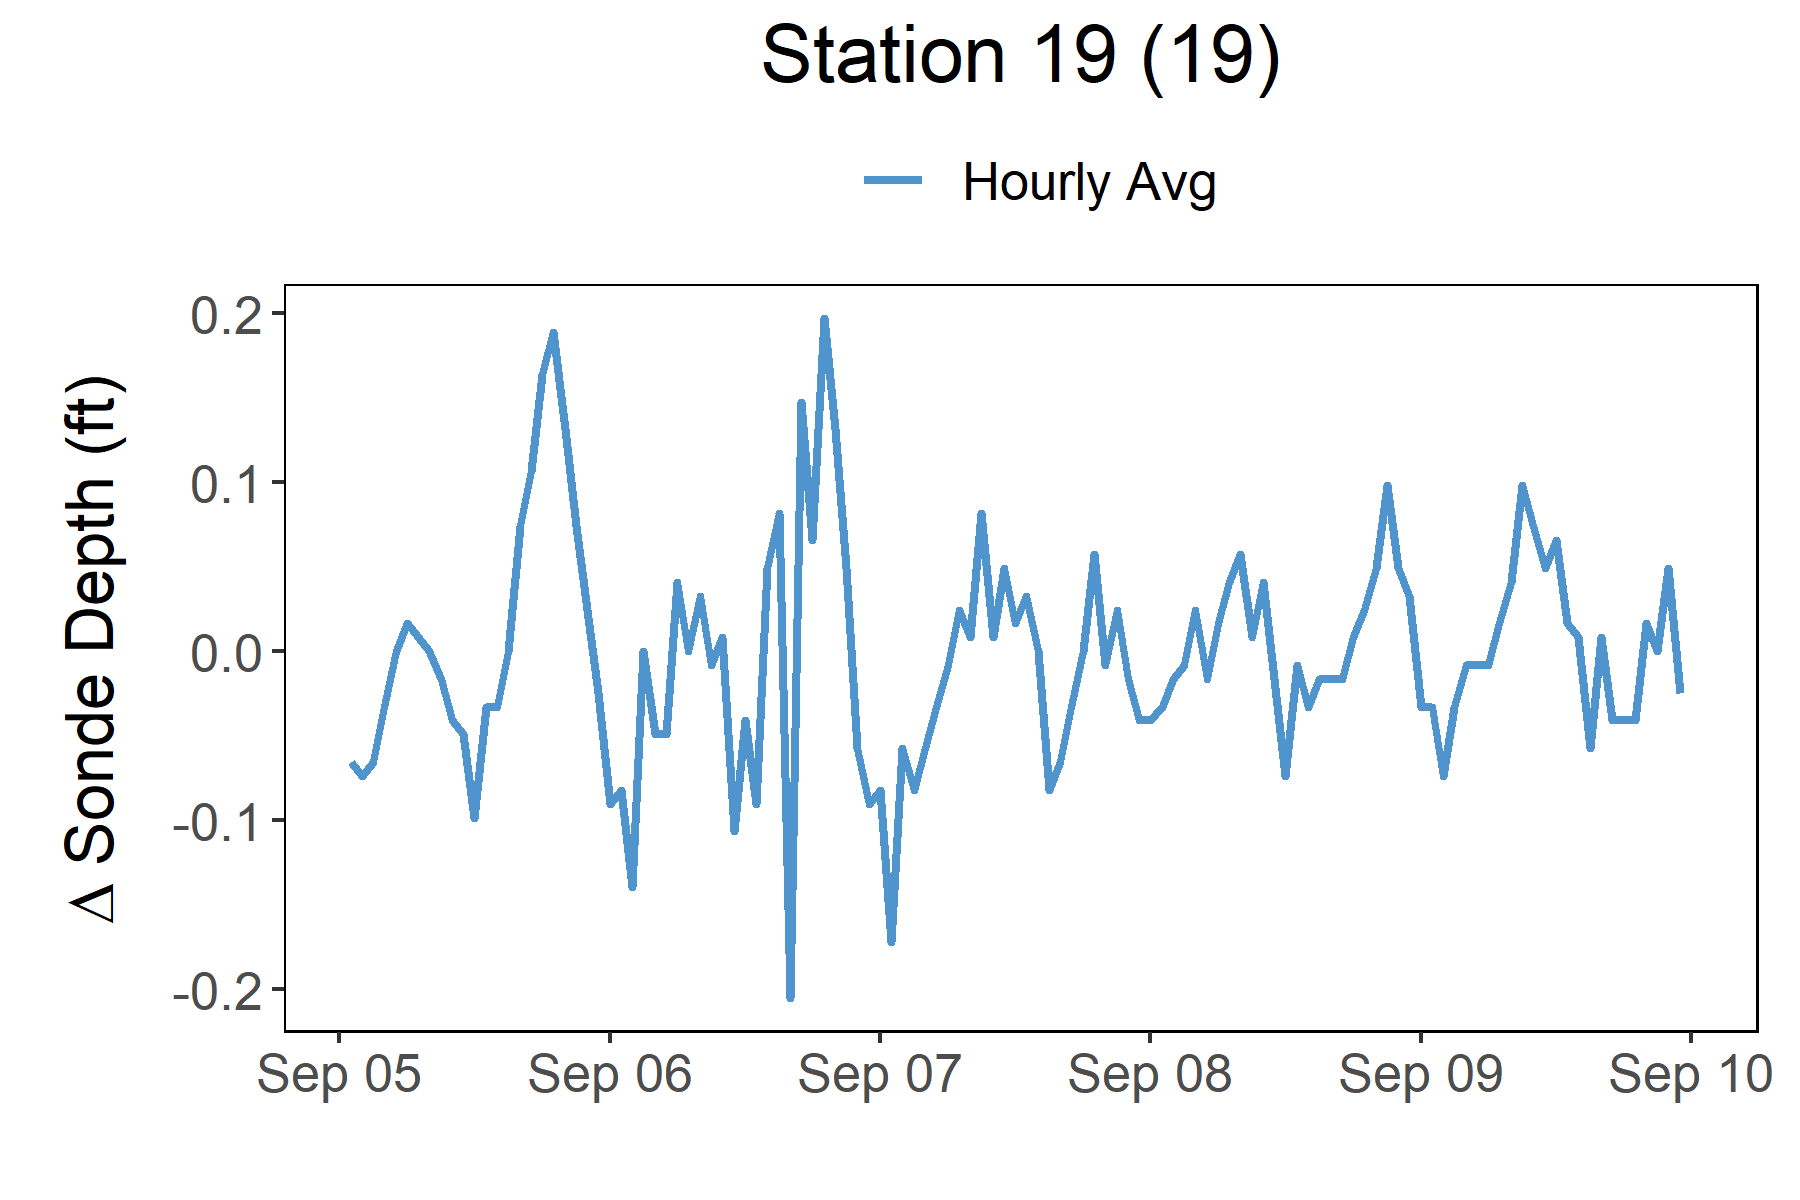 Station 19 (19)
Hourly Avg
Δ Sonde Depth (ft)
0.2
0.1
0.0
-0.1
-0.2
Sep 05 Sep 06 Sep 07 Sep 08 Sep 09 Sep 10